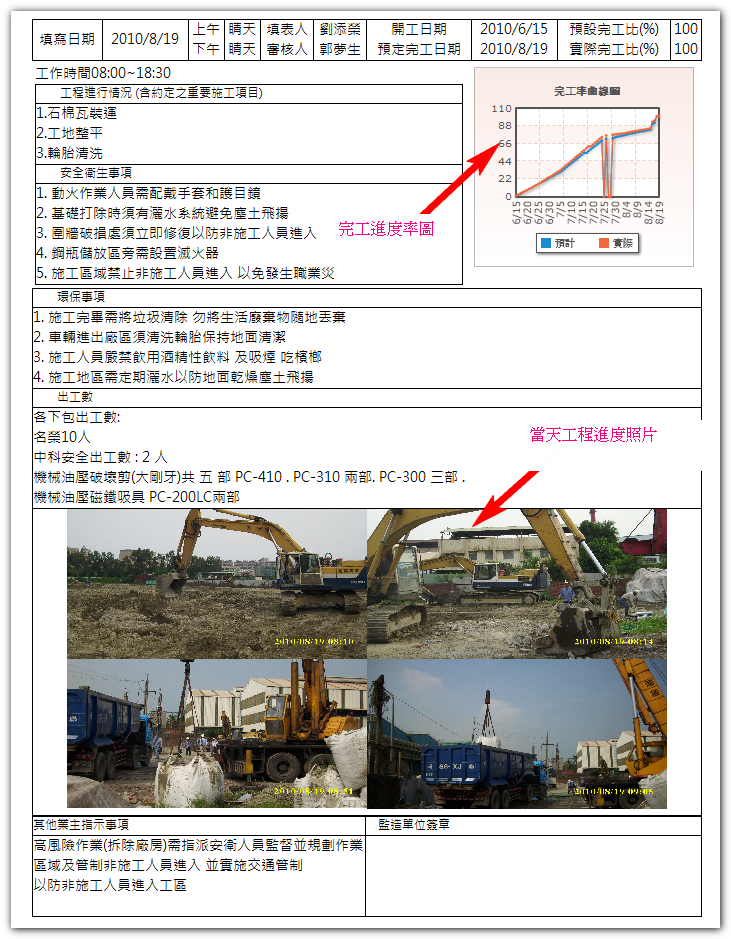 填寫日期 2010/8/19 上午 晴天 填表人 劉添榮 開工日期 2010/6/15 預設完工比(%) 100
下午 晴天 審核人 郭夢生 預定完工日期 2010/8/19 實際完工比(%) 100
工作時間08:00~18:30
工程進行情況 (含約定之重要施工項目)
1.石棉瓦裝運
2.工地整平
3.輪胎清洗
安全衛生事項
1. 動火作業人員需配戴手套和護目鏡
2. 基礎打除時須有灑水系統避免塵土飛揚
3. 圍牆破損處須立即修復以防非施工人員進入
4. 鋼瓶儲放區旁需設置滅火器
5. 施工區域禁止非施工人員進入 以免發生職業災
完工率曲線圖
110
88
66
44
22
0
6/15 6/20 6/25 6/30 7/5 7/10 7/15 7/20 7/25 7/30 8/4 8/9 8/14 8/19
預計 實際
完工進度率圖
環保事項
1. 施工完畢需將垃圾清除 勿將生活廢棄物隨地丟棄
2. 車輛進出廠區須清洗輪胎保持地面清潔
3. 施工人員嚴禁飲用酒精性飲料 及吸煙 吃檳榔
4. 施工地區需定期灑水以防地面乾燥塵土飛揚
出工數
各下包出工數:
名榮10人
中科安全出工數 : 2 人
機械油壓破壞剪(大剛牙)共 五 部 PC-410 . PC-310 兩部. PC-300 三部 .
機械油壓磁鐵吸具 PC-200LC兩部
當天工程進度照片
2010/08/19 08:10
2010/08/19 08:14
2010/08/19 08:51
66-XJ
2010/08/19 09:05
其他業主指示事項
監造單位簽章
高風險作業(拆除廠房)需指派安衛人員監督並規劃作業
區域及管制非施工人員進入 並實施交通管制
以防非施工人員進入工區